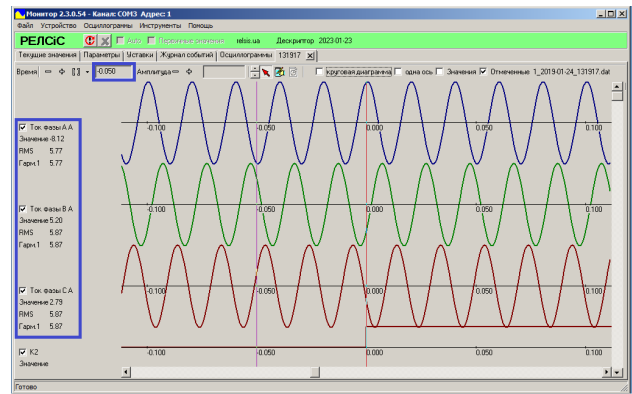 Монитор 2.3.0.54 - Канал: COM3 Адрес: 1
Файл Устройство Осциллограммы Инструменты Помощь
РЕЛСіС Auto Первичные значения relsis.ua Дескриптор 2023-01-23
Текущие значения Параметры Уставки Журнал событий Осциллограммы 131917
Время -0.050 Амплитуда круговая диаграмма одна ось Значения Отмеченные 1_2019-01-24_131917.dat
Ток фазы A A -0.100 -0.050 0.000 0.050 0.100
Значение -8.12
RMS 5.77
Гарм.1 5.77
Ток фазы B A -0.100 -0.050 0.000 0.050 0.100
Значение 5.20
RMS 5.87
Гарм.1 5.87
Ток фазы C A -0.100 -0.050 0.000 0.050 0.100
Значение 2.79
RMS 5.87
Гарм.1 5.87
K2 -0.100 -0.050 0.000 0.050 0.100
Значение
Готово